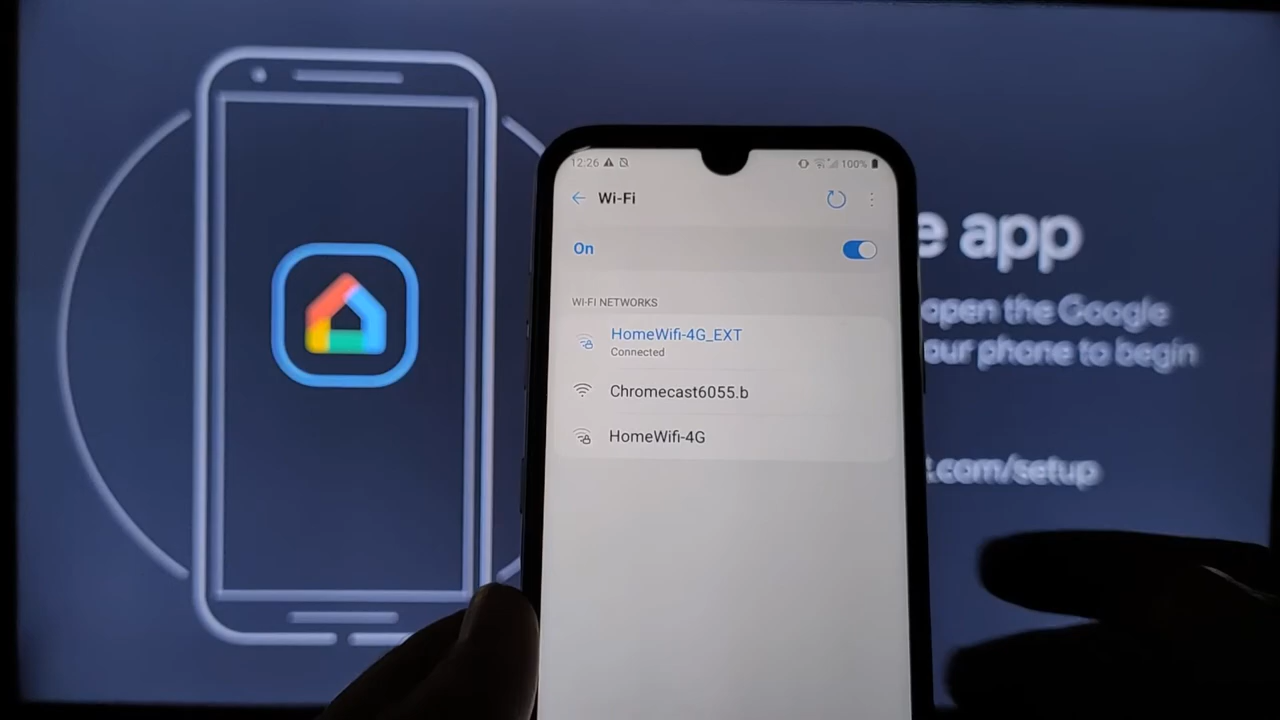 12:26
100%
Wi-Fi
On
WI-FI NETWORKS
HomeWifi-4G_EXT
Connected
Chromecast6055.b
HomeWifi-4G
app
open the Google
your phone to begin
.com/setup